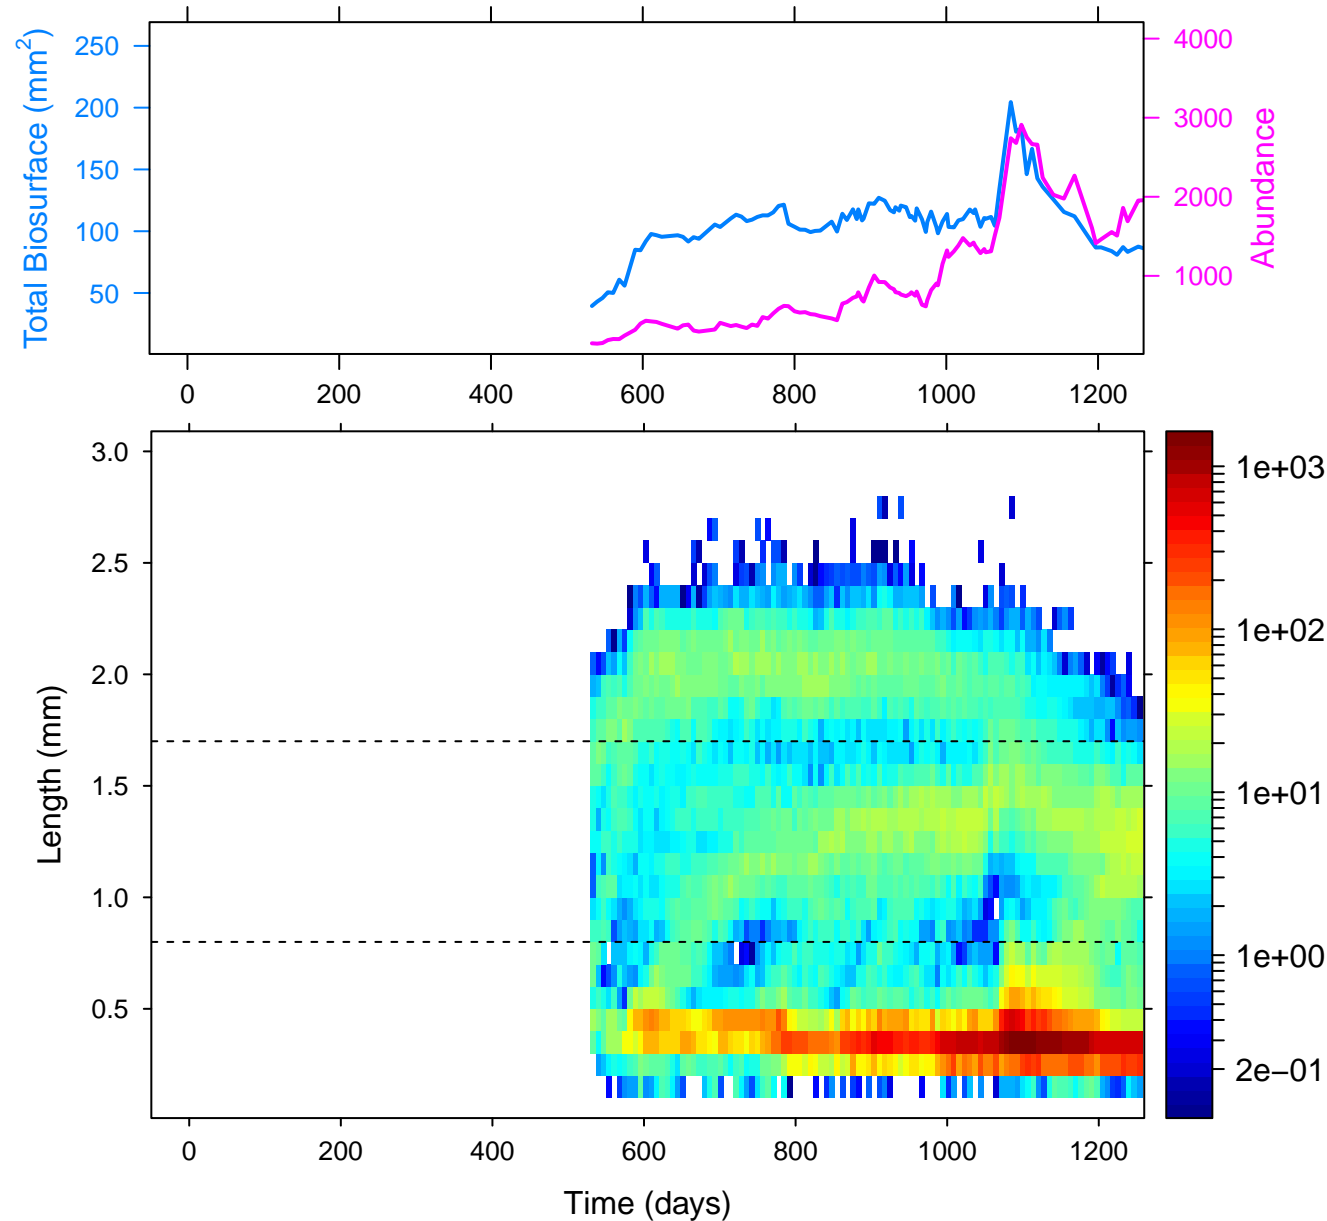 Total Biosurface (mm²)
250
200
150
100
50
4000
3000
2000
1000
Abundance
0 200 400 600 800 1000 1200
Length (mm)
3.0
2.5
2.0
1.5
1.0
0.5
1e+03
1e+02
1e+01
1e+00
2e−01
0 200 400 600 800 1000 1200
Time (days)